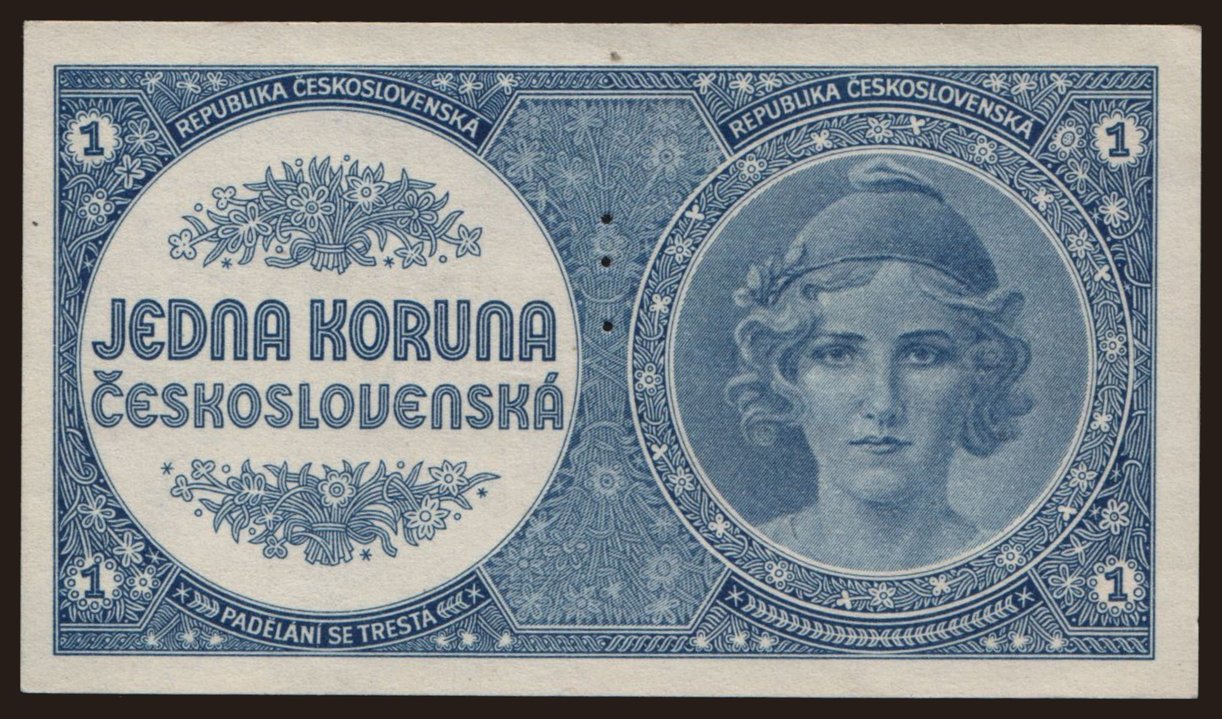 REPUBLIKA ČESKOSLOVENSKÁ
REPUBLIKA ČESKOSLOVENSKÁ
1
1
JEDNA KORUNA
ČESKOSLOVENSKÁ
1
1
PADĚLÁNÍ SE TRESTÁ